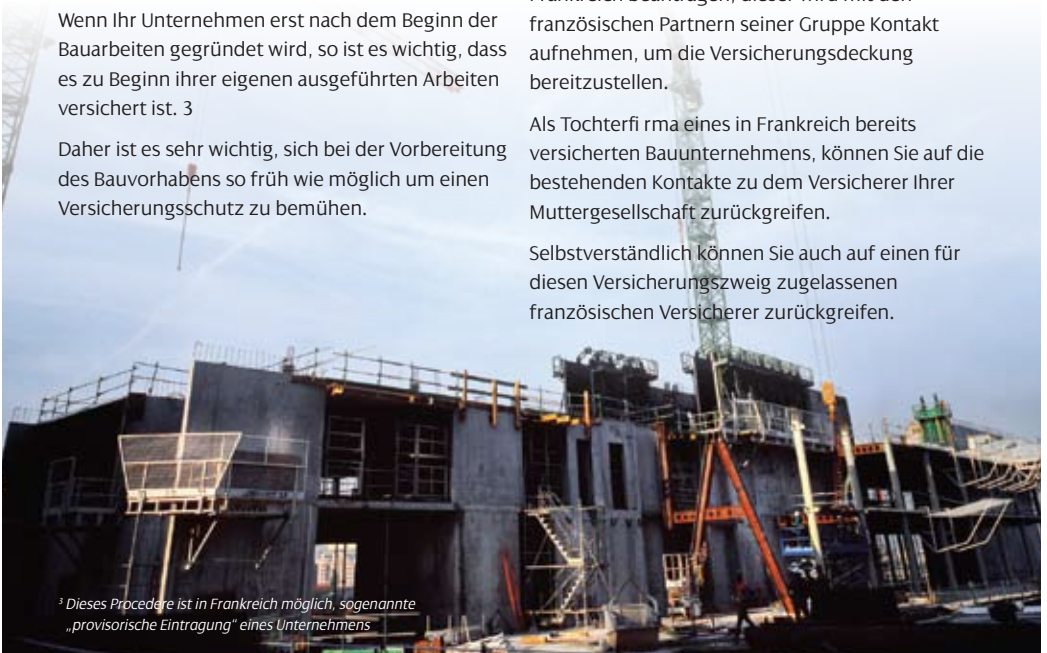 Wenn Ihr Unternehmen erst nach dem Beginn der
Bauarbeiten gegründet wird, so ist es wichtig, dass
es zu Beginn ihrer eigenen ausgeführten Arbeiten
versichert ist. 3
Daher ist es sehr wichtig, sich bei der Vorbereitung
des Bauvorhabens so früh wie möglich um einen
Versicherungsschutz zu bemühen.
französischen Partnern seiner Gruppe Kontakt
aufnehmen, um die Versicherungsdeckung
bereitzustellen.
Als Tochterfi rma eines in Frankreich bereits
versicherten Bauunternehmens, können Sie auf die
bestehenden Kontakte zu dem Versicherer Ihrer
Muttergesellschaft zurückgreifen.
Selbstverständlich können Sie auch auf einen für
diesen Versicherungszweig zugelassenen
französischen Versicherer zurückgreifen.
³ Dieses Procedere ist in Frankreich möglich, sogenannte
„provisorische Eintragung“ eines Unternehmens